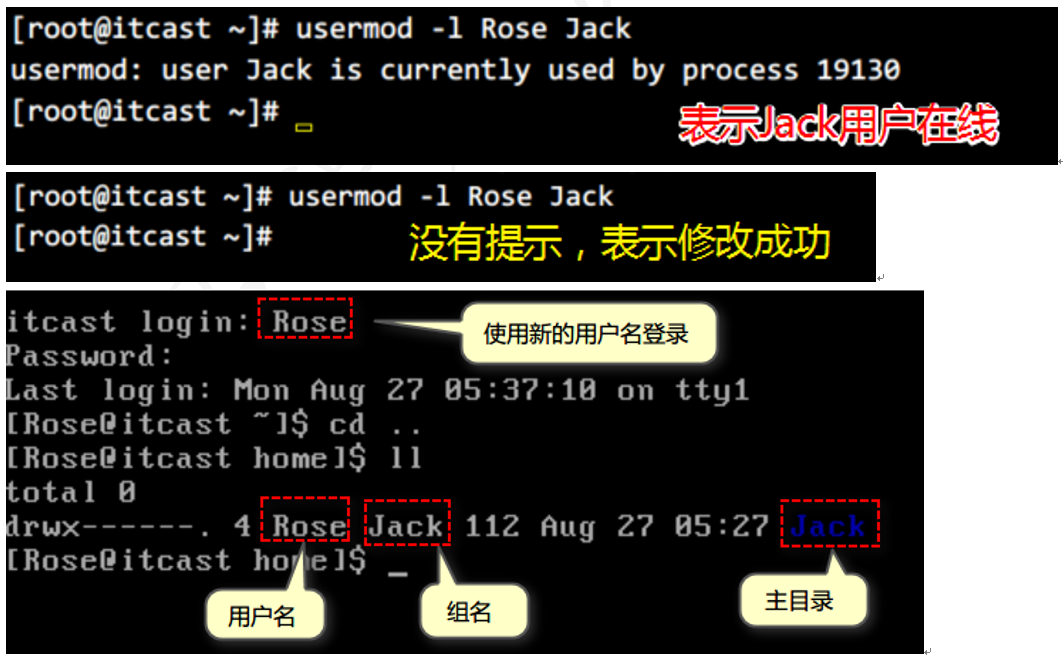 [root@itcast ~]# usermod -l Rose Jack
usermod: user Jack is currently used by process 19130
[root@itcast ~]#
表示Jack用户在线
[root@itcast ~]# usermod -l Rose Jack
[root@itcast ~]#
没有提示，表示修改成功
itcast login: Rose
使用新的用户名登录
Password:
Last login: Mon Aug 27 05:37:10 on tty1
[Rose@itcast ~]$ cd ..
[Rose@itcast home]$ ll
total 0
drwx------. 4 Rose Jack 112 Aug 27 05:27 Jack
[Rose@itcast home]$ _
用户名
组名
主目录